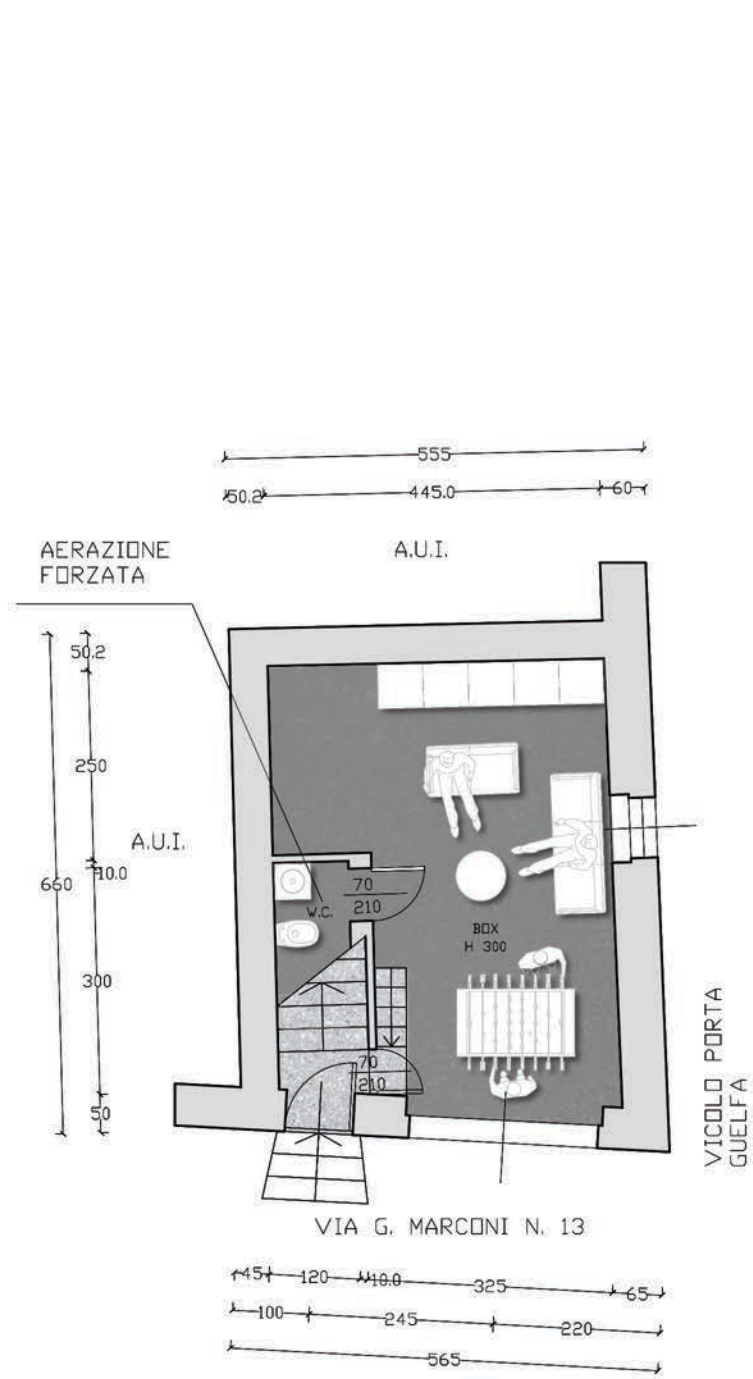 555
50.2 445.0 60
AERAZIONE
FORZATA
A.U.I.
50.2
250
A.U.I.
660
10.0
70
210
W.C.
BOX
H 300
300
70
210
50
VICOLO PORTA
GUELFA
VIA G. MARCONI N. 13
45 120 10.0 325 65
100 245 220
565